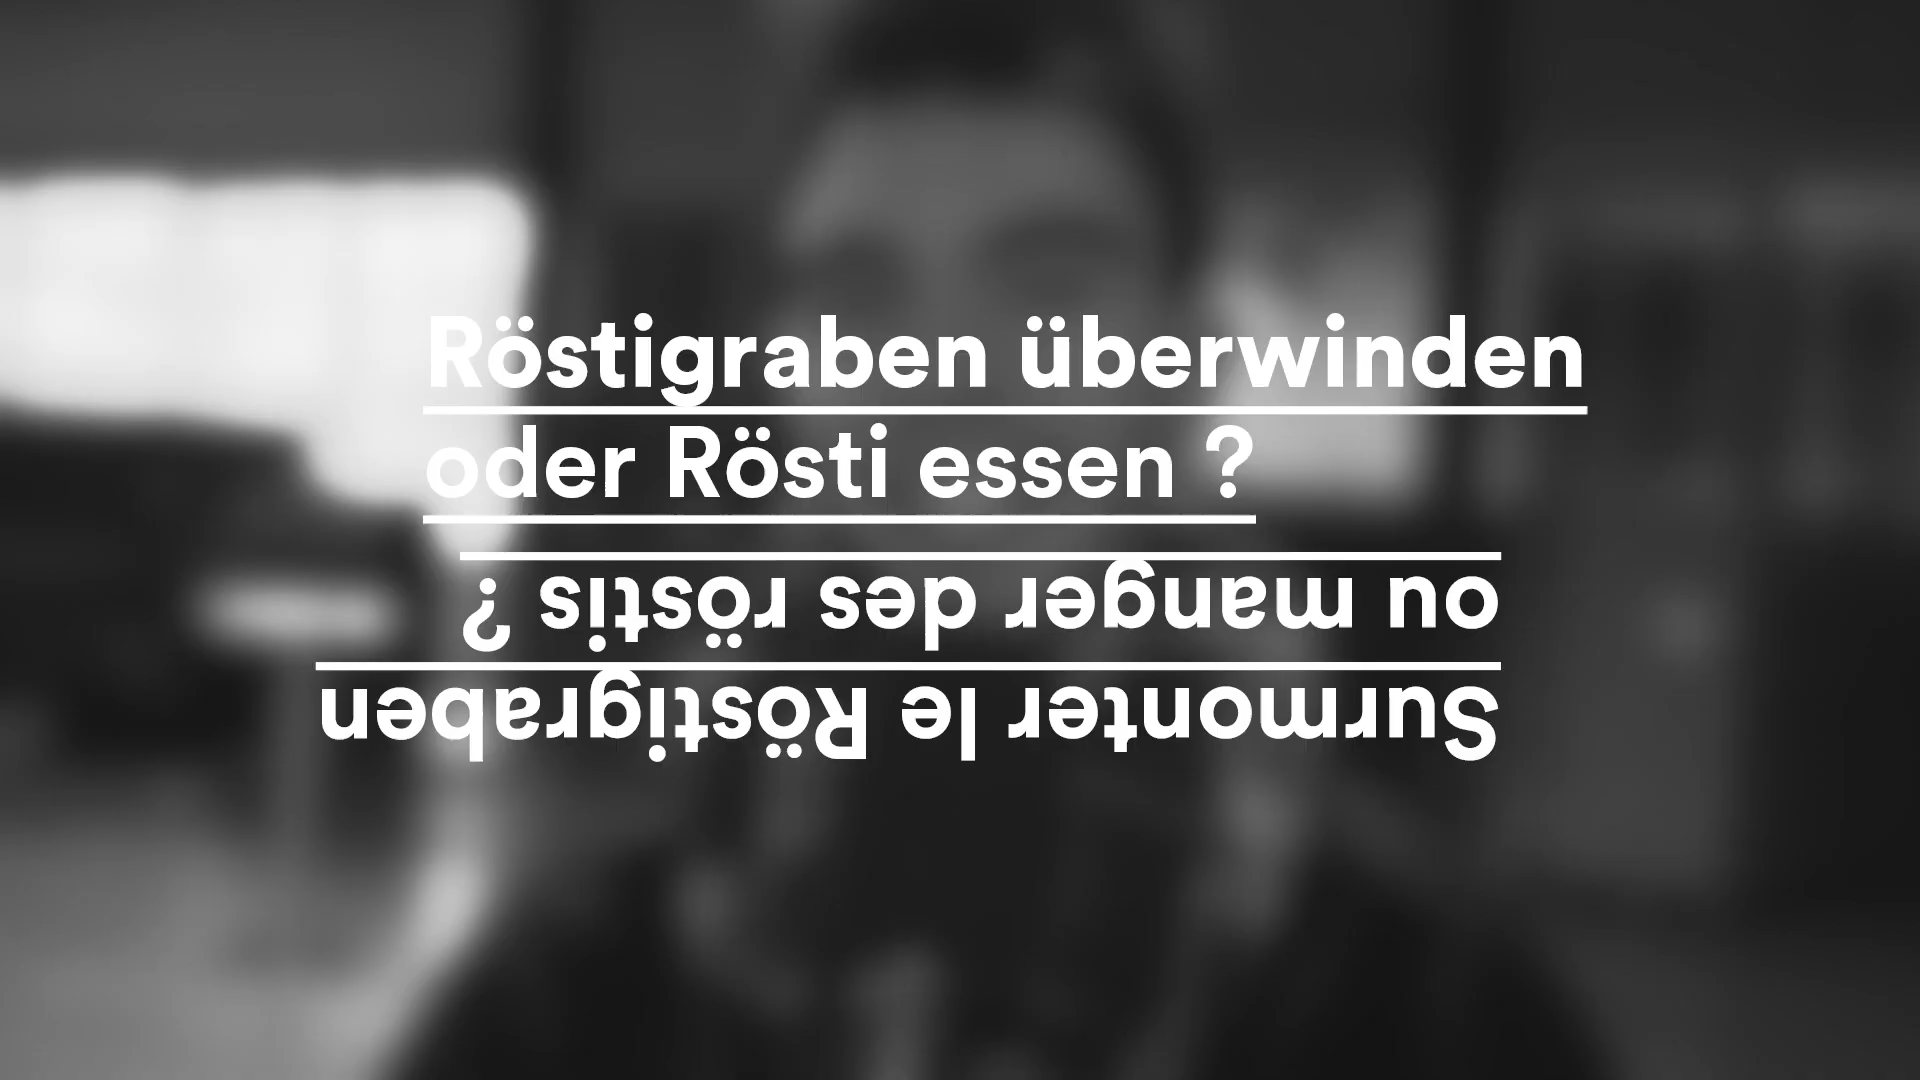 Röstigraben überwinden
oder Rösti essen ?
Surmonter le Röstigraben
ou manger des röstis ?